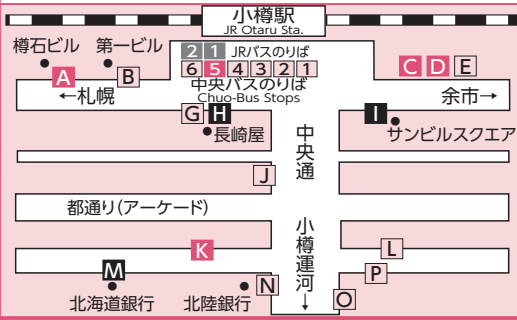 小樽駅
JR Otaru Sta.
樽石ビル 第一ビル
2 1 JRバスのりば
6 5 4 3 2 1
中央バスのりば
Chuo-Bus Stops
A B C D E
←札幌 余市→
G H I
長崎屋 サンビルスクエア
中央通
J
都通り(アーケード)
小樽運河↓
K L
M P
N O
北海道銀行 北陸銀行